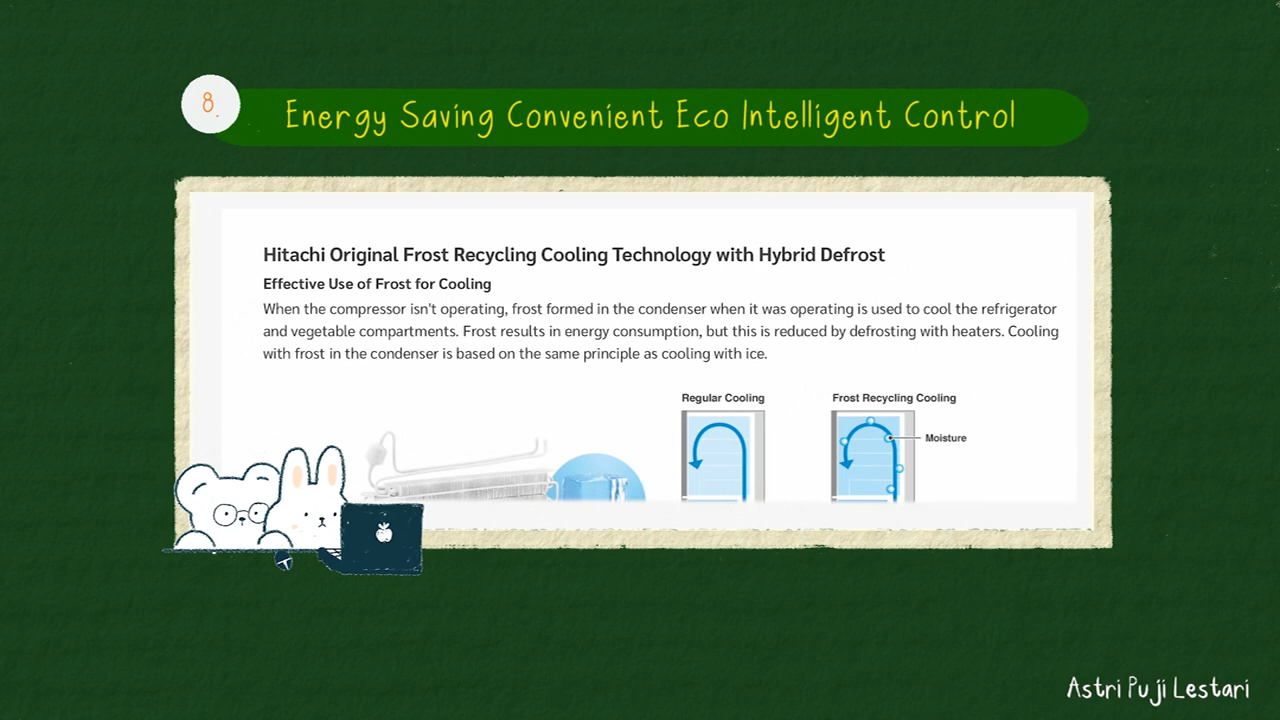 8.
Energy Saving Convenient Eco Intelligent Control
Hitachi Original Frost Recycling Cooling Technology with Hybrid Defrost
Effective Use of Frost for Cooling
When the compressor isn't operating, frost formed in the condenser when it was operating is used to cool the refrigerator
and vegetable compartments. Frost results in energy consumption, but this is reduced by defrosting with heaters. Cooling
with frost in the condenser is based on the same principle as cooling with ice.
Regular Cooling
Frost Recycling Cooling
Moisture
Astri Puji Lestari